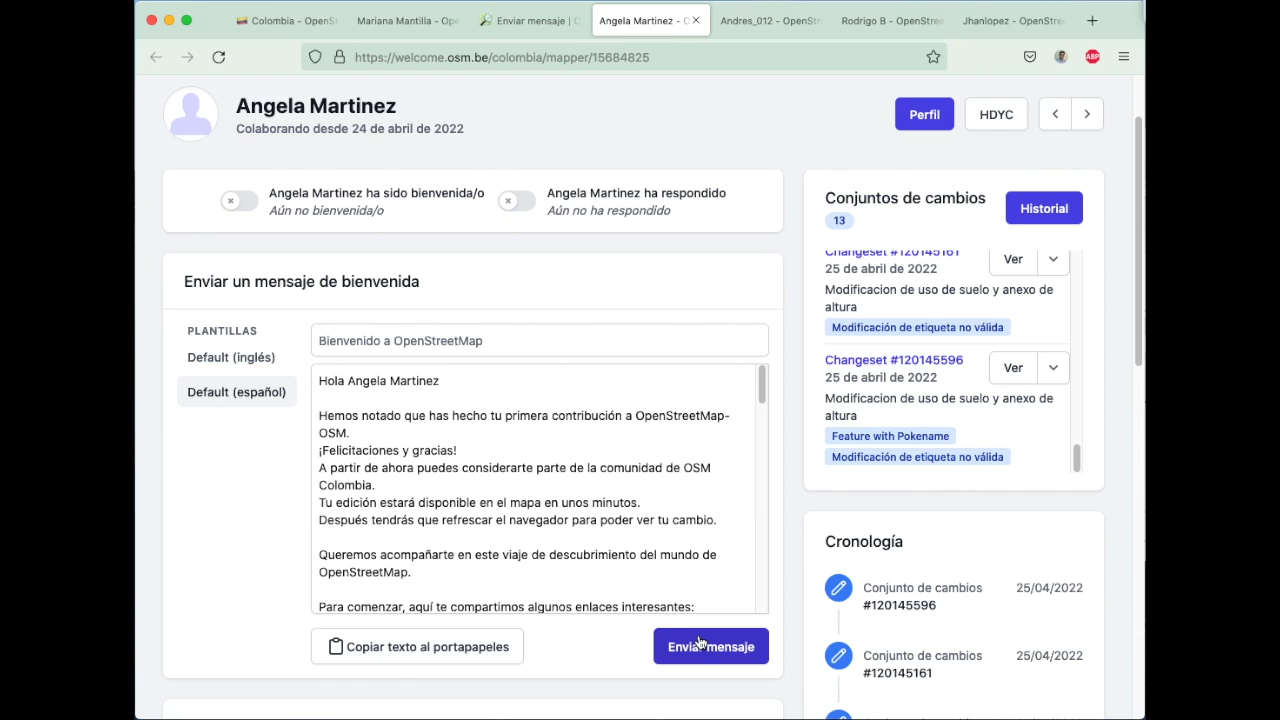 Colombia - OpenSt
Mariana Mantilla - Ope
Enviar mensaje | O
Angela Martinez - O
Andres_012 - OpenStr
Rodrigo B - OpenStree
Jhanlopez - OpenStree
https://welcome.osm.be/colombia/mapper/15684825
ABP
Angela Martinez
Colaborando desde 24 de abril de 2022
Perfil
HDYC
Angela Martinez ha sido bienvenida/o
Aún no bienvenida/o
Angela Martinez ha respondido
Aún no ha respondido
Enviar un mensaje de bienvenida
PLANTILLAS
Default (inglés)
Default (español)
Bienvenido a OpenStreetMap
Hola Angela Martinez
Hemos notado que has hecho tu primera contribución a OpenStreetMap-
OSM.
¡Felicitaciones y gracias!
A partir de ahora puedes considerarte parte de la comunidad de OSM
Colombia.
Tu edición estará disponible en el mapa en unos minutos.
Después tendrás que refrescar el navegador para poder ver tu cambio.
Queremos acompañarte en este viaje de descubrimiento del mundo de
OpenStreetMap.
Para comenzar, aquí te compartimos algunos enlaces interesantes:
Copiar texto al portapapeles
Enviar mensaje
Conjuntos de cambios
13
Historial
Changeset #120145161
25 de abril de 2022
Ver
Modificacion de uso de suelo y anexo de
altura
Modificación de etiqueta no válida
Changeset #120145596
25 de abril de 2022
Ver
Modificacion de uso de suelo y anexo de
altura
Feature with Pokename
Modificación de etiqueta no válida
Cronología
Conjunto de cambios
#120145596
25/04/2022
Conjunto de cambios
#120145161
25/04/2022